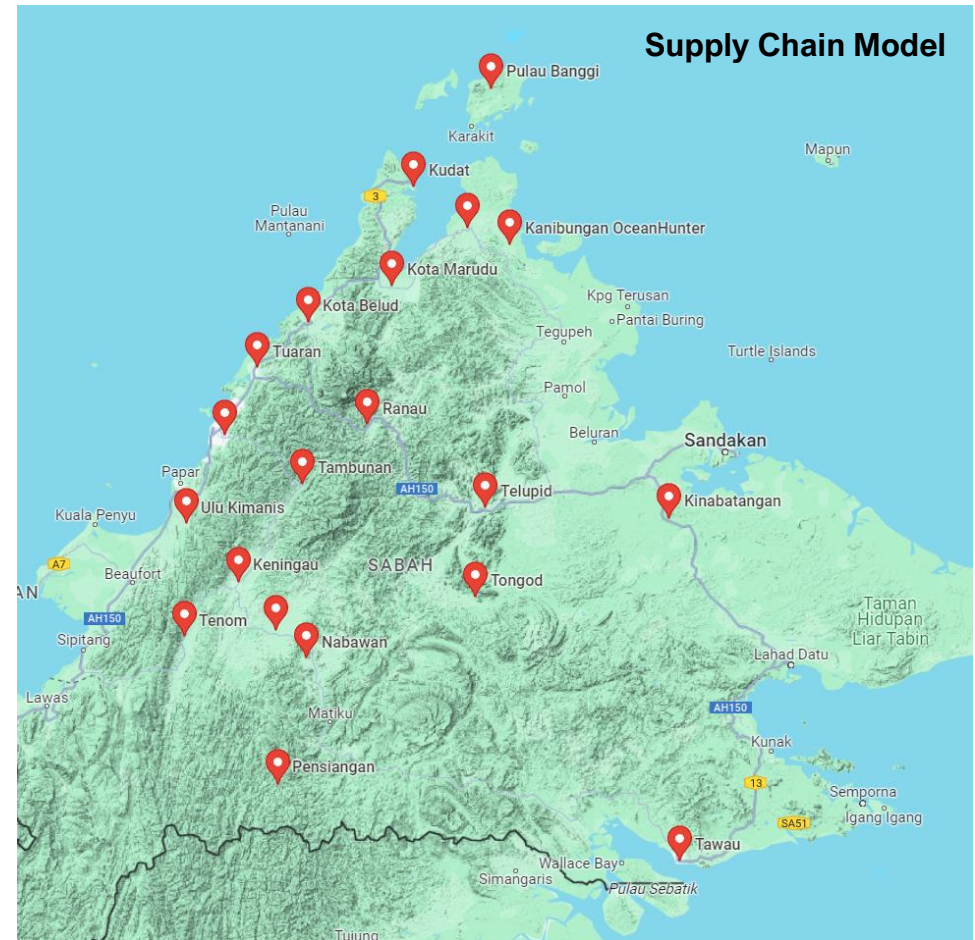 Supply Chain Model
Pulau Banggi
Karakit
Mapun
Kudat
3
Pulau
Mantanani
Kanibungan OceanHunter
Kota Marudu
Kpg Terusan
Kota Belud
Pantai Buring
Tegupeh
Tuaran
Turtle Islands
Pamol
Ranau
Beluran
Sandakan
Tambunan
Papar
AH150
Telupid
Kinabatangan
Ulu Kimanis
Kuala Penyu
A7
Keningau
SABAH
Beaufort
Tongod
AN
Taman
Hidupan
Liar Tabin
AH150
Tenom
Sipitang
Nabawan
Lahad Datu
Lawas
Matiku
AH150
Kunak
Pensiangan
13
Semporna
Igang Igang
SA51
Tawau
Wallace Bay
Simangaris
Pulau Sebatik
Tujung